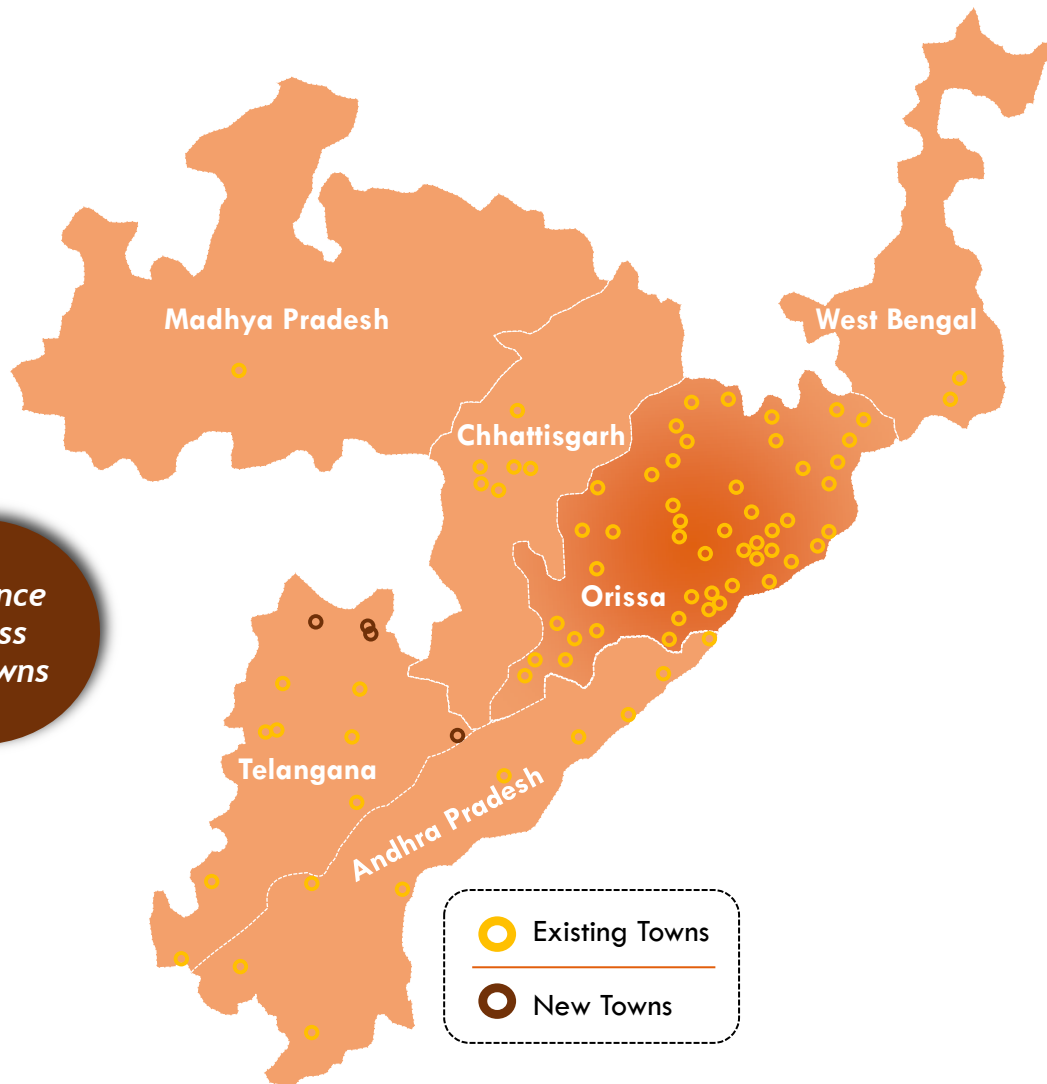 Madhya Pradesh
West Bengal
Chhattisgarh
Orissa
Telangana
Andhra Pradesh
Existing Towns
New Towns